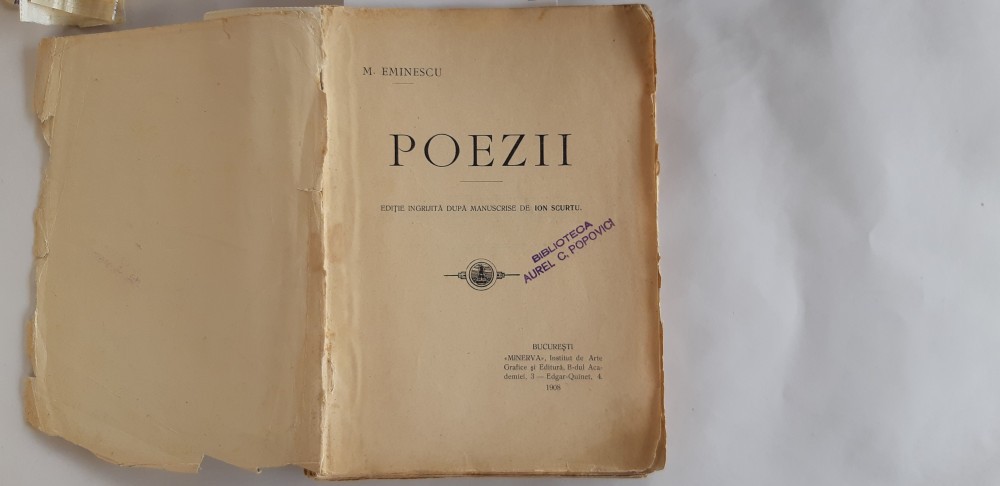 M. EMINESCU
POEZII
EDIȚIE INGRIJITĂ DUPĂ MANUSCRISE DE ION SCURTU.
BIBLIOTECA
AUREL C. POPOVICI
BUCUREȘTI
«MINERVA», Institut de Arte
Grafice și Editură, B-dul Aca-
demiei, 3 — Edgar-Quinet, 4.
1908